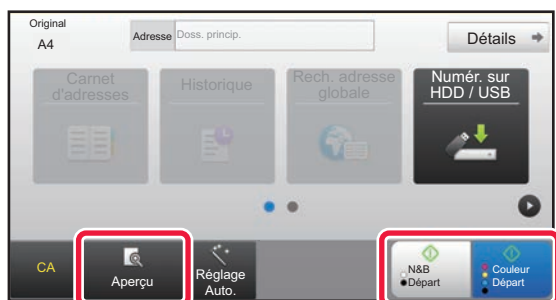 Original
A4
Adresse
Doss. princip.
Détails
Carnet
d'adresses
Historique
Rech. adresse
globale
Numér. sur
HDD / USB
CA
Aperçu
Réglage
Auto.
N&B
Départ
Couleur
Départ